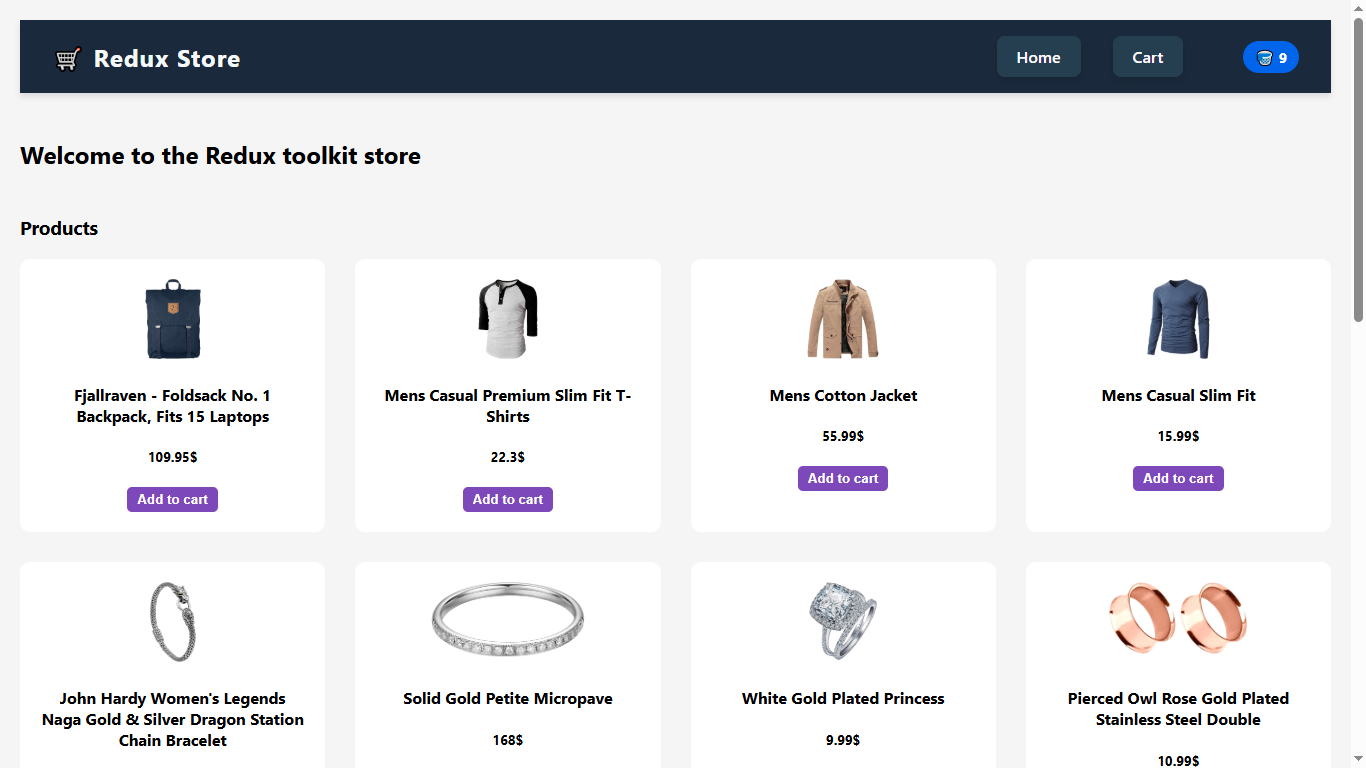 Redux Store
Home
Cart
9
Welcome to the Redux toolkit store
Products
Fjallraven - Foldsack No. 1
Backpack, Fits 15 Laptops
109.95$
Add to cart
Mens Casual Premium Slim Fit T-
Shirts
22.3$
Add to cart
Mens Cotton Jacket
55.99$
Add to cart
Mens Casual Slim Fit
15.99$
Add to cart
John Hardy Women's Legends
Naga Gold & Silver Dragon Station
Chain Bracelet
Solid Gold Petite Micropave
168$
White Gold Plated Princess
9.99$
Pierced Owl Rose Gold Plated
Stainless Steel Double
10.99$